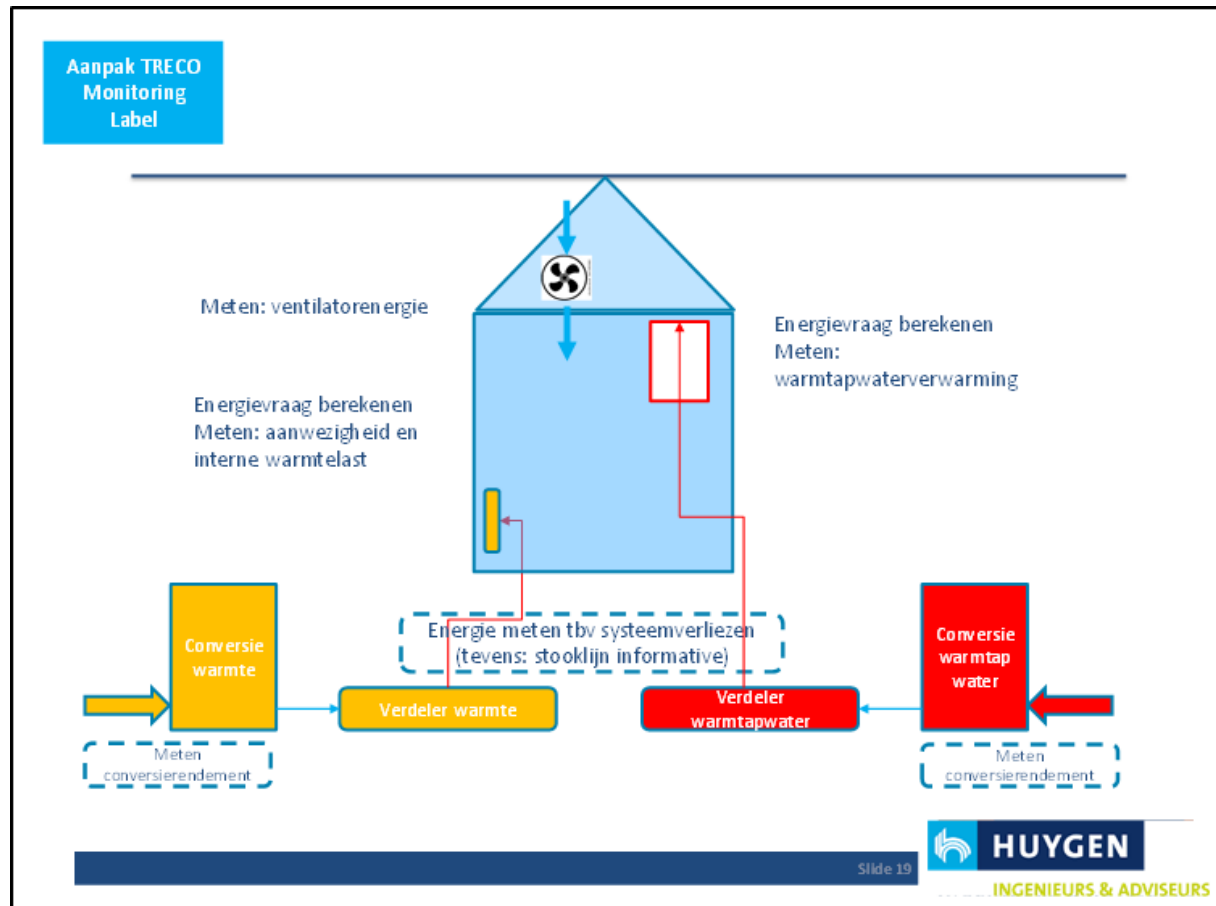 Aanpak TRECO
Monitoring
Label
Meten: ventilatorenergie
Energievraag berekenen
Meten:
warmtapwaterverwarming
Energievraag berekenen
Meten: aanwezigheid en
interne warmtelast
Energie meten tbv systeemverliezen
(tevens: stooklijn informative)
Conversie
warmte
Conversie
warmtap
water
Verdeler warmte
Verdeler
warmtapwater
Meten
conversierendement
Meten
conversierendement
Slide 19
HUYGEN
INGENIEURS & ADVISEURS